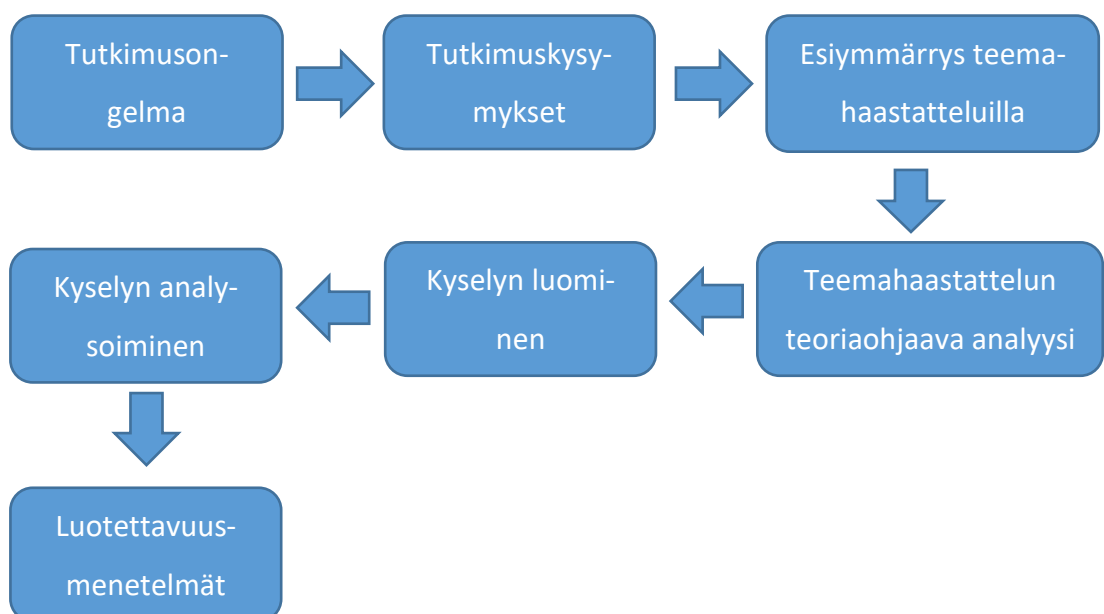 Tutkimuson-
gelma
Tutkimuskysy-
mykset
Esiymmärrys teema-
haastatteluilla
Teemahaastattelun
teoriaohjaava analyysi
Kyselyn luomi-
nen
Kyselyn analy-
soiminen
Luotettavuus-
menetelmät